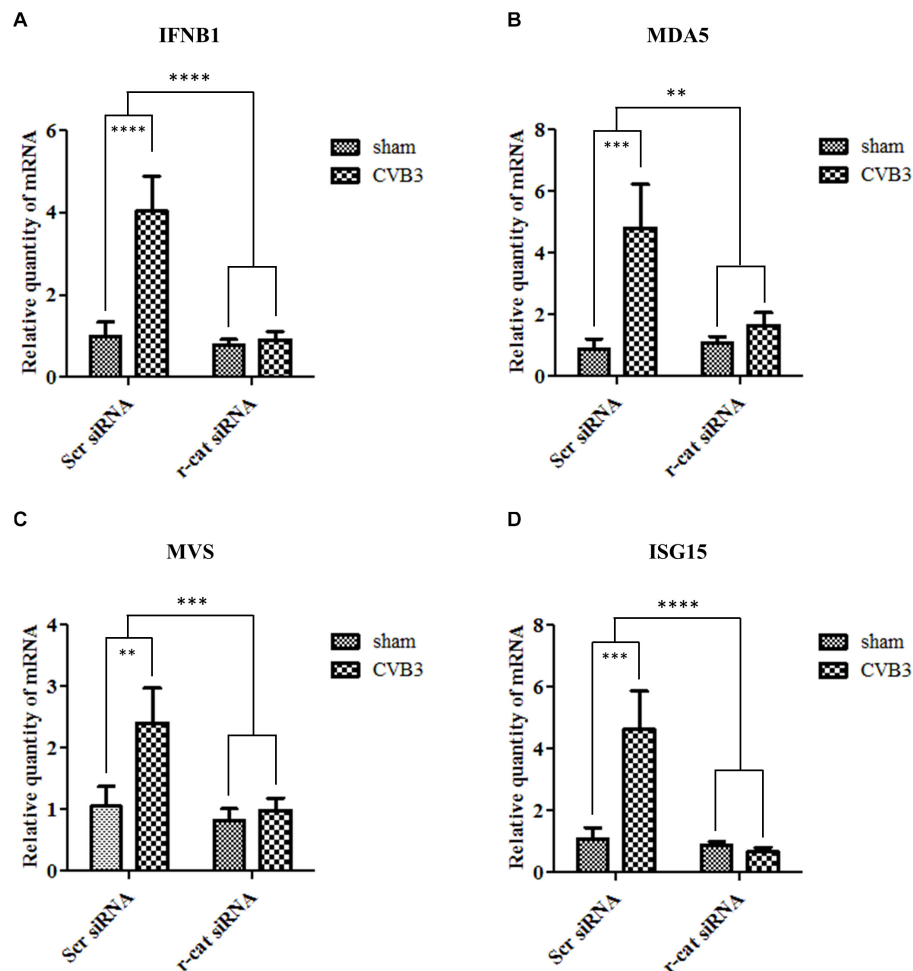 A
IFNB1
****
****
Relative quantity of mRNA
6
4
2
0
sham
CVB3
Scr siRNA
r-cat siRNA
B
MDA5
**
***
Relative quantity of mRNA
8
6
4
2
0
sham
CVB3
Scr siRNA
r-cat siRNA
C
MVS
***
**
Relative quantity of mRNA
4
3
2
1
0
sham
CVB3
Scr siRNA
r-cat siRNA
D
ISG15
****
***
Relative quantity of mRNA
8
6
4
2
0
sham
CVB3
Scr siRNA
r-cat siRNA